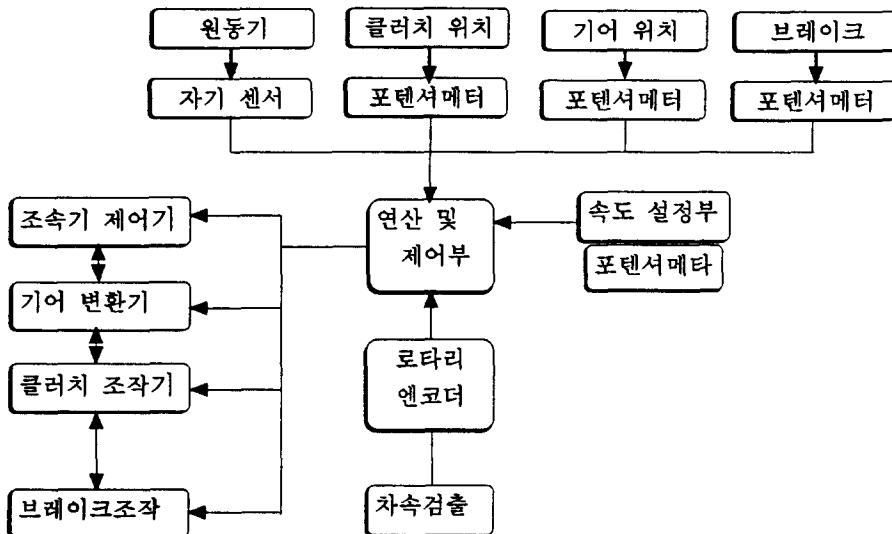 원동기
클러치 위치
기어 위치
브레이크
자기 센서
포텐셔메터
포텐셔메터
포텐셔메터
조속기 제어기
연산 및
제어부
속도 설정부
포텐셔메타
기어 변환기
로타리
엔코더
클러치 조작기
브레이크조작
차속검출